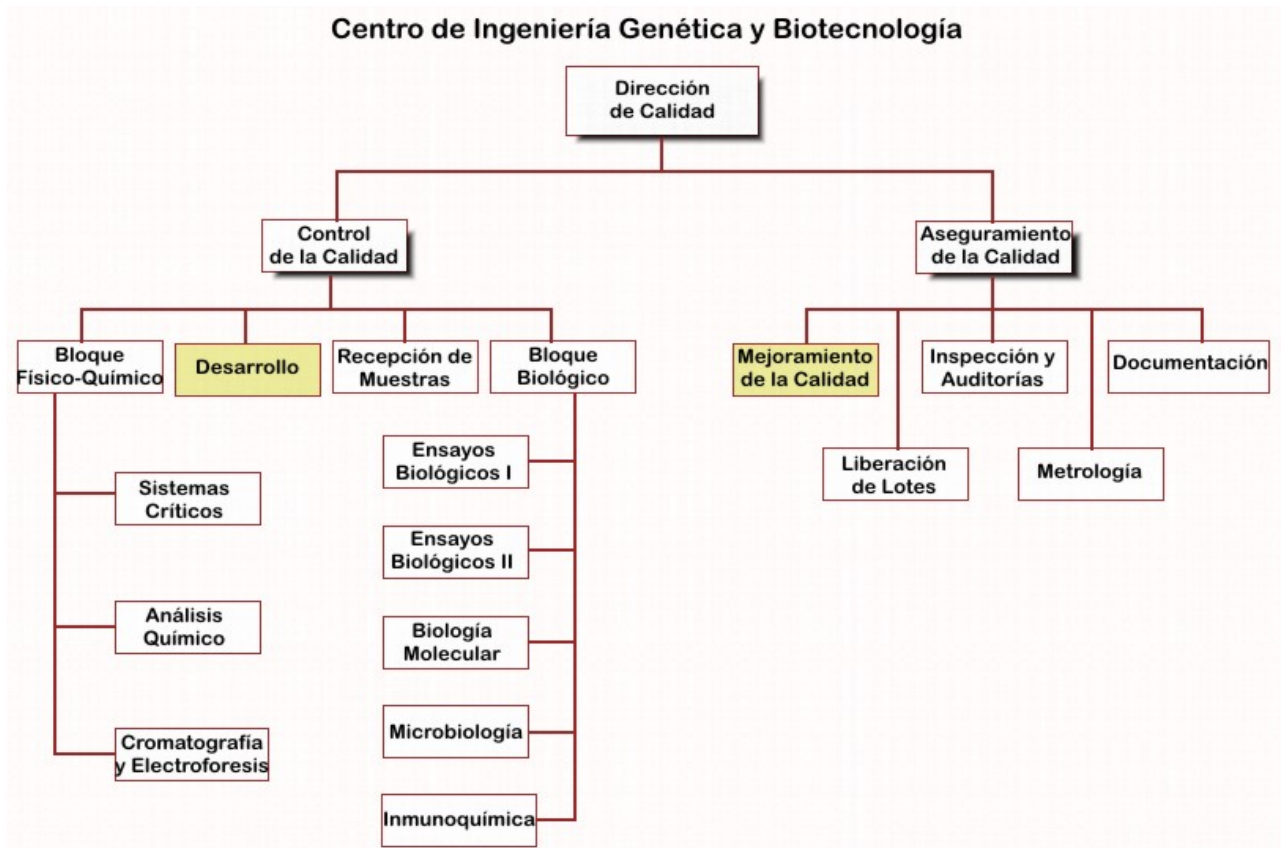 Centro de Ingeniería Genética y Biotecnología
Dirección
de Calidad
Control
de la Calidad
Aseguramiento
de la Calidad
Bloque
Físico-Químico
Desarrollo
Recepción de
Muestras
Bloque
Biológico
Mejoramiento
de la Calidad
Inspección y
Auditorías
Documentación
Sistemas
Críticos
Análisis
Químico
Cromatografía
y Electroforesis
Ensayos
Biológicos I
Ensayos
Biológicos II
Biología
Molecular
Microbiología
Inmunoquímica
Liberación
de Lotes
Metrología